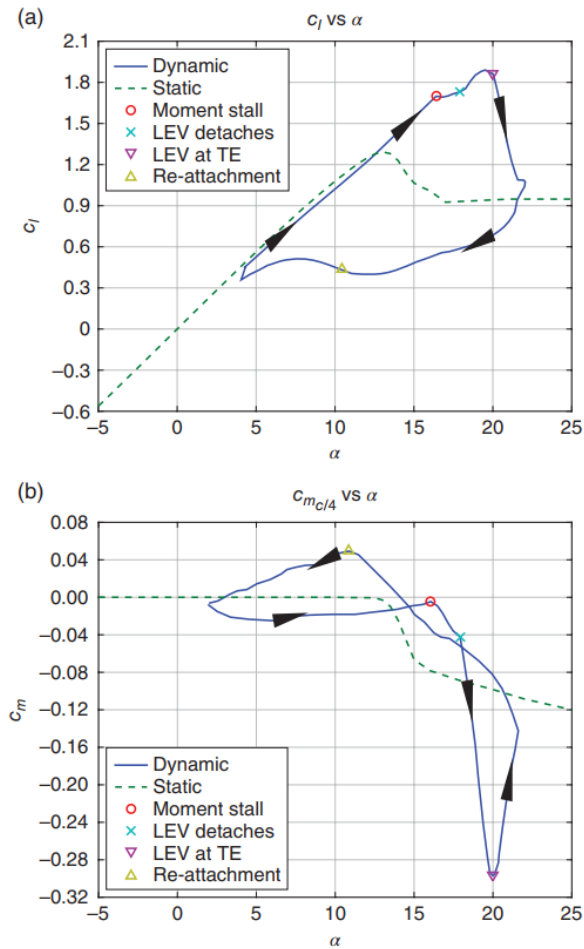 (a)
c_l vs α
2.1
1.8
1.5
1.2
0.9
0.6
0.3
0
−0.3
−0.6
c_l
Dynamic
Static
Moment stall
LEV detaches
LEV at TE
Re-attachment
−5 0 5 10 15 20 25
α
(b)
c_{m_{c/4}} vs α
0.08
0.04
0.00
−0.04
−0.08
−0.12
−0.16
−0.20
−0.24
−0.28
−0.32
c_m
Dynamic
Static
Moment stall
LEV detaches
LEV at TE
Re-attachment
−5 0 5 10 15 20 25
α